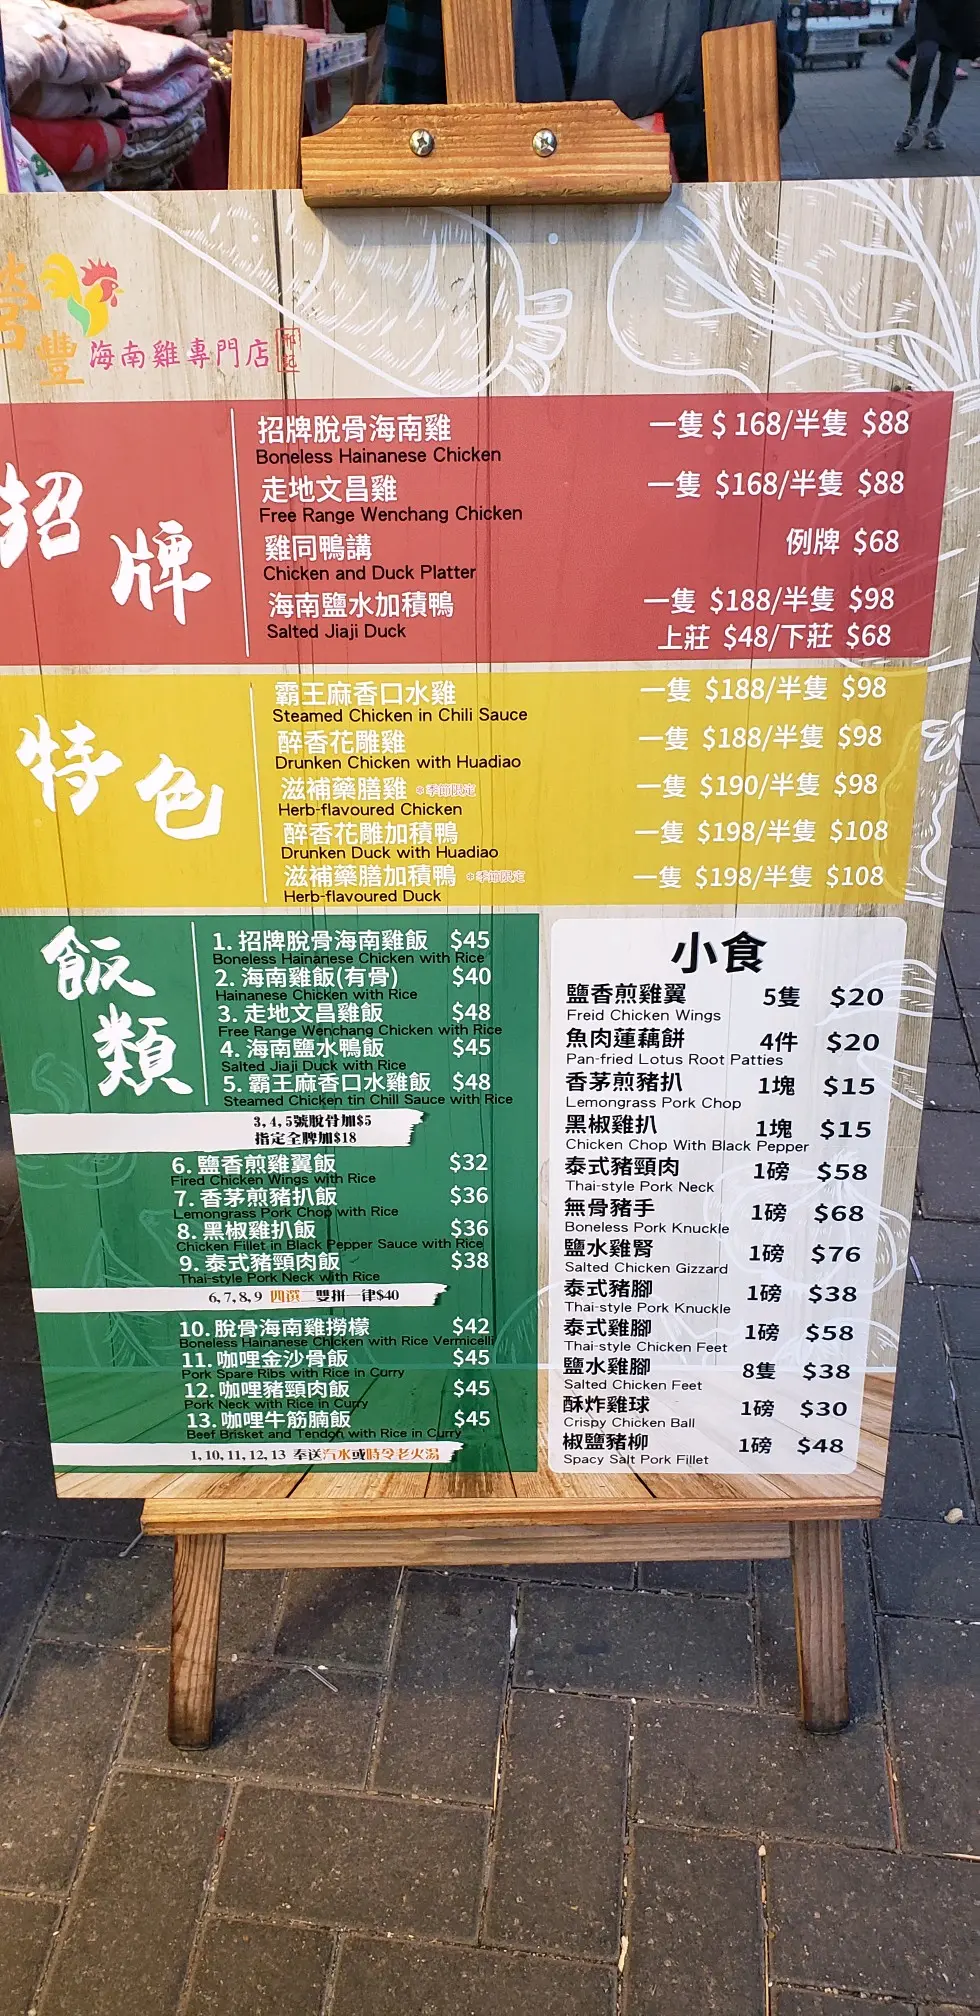 營豐 海南雞專門店
招牌
招牌脫骨海南雞 一隻 $168/半隻 $88
Boneless Hainanese Chicken
走地文昌雞 一隻 $168/半隻 $88
Free Range Wenchang Chicken
雞同鴨講 例牌 $68
Chicken and Duck Platter
海南鹽水加積鴨 一隻 $188/半隻 $98
Salted Jiaji Duck 上莊 $48/下莊 $68
特色
霸王麻香口水雞 一隻 $188/半隻 $98
Steamed Chicken in Chili Sauce
醉香花雕雞 一隻 $188/半隻 $98
Drunken Chicken with Huadiao
滋補藥膳雞 *季節限定 一隻 $190/半隻 $98
Herb-flavoured Chicken
醉香花雕加積鴨 一隻 $198/半隻 $108
Drunken Duck with Huadiao
滋補藥膳加積鴨 *季節限定 一隻 $198/半隻 $108
Herb-flavoured Duck
飯類
1. 招牌脫骨海南雞飯 $45
Boneless Hainanese Chicken with Rice
2. 海南雞飯(有骨) $40
Hainanese Chicken with Rice
3. 走地文昌雞飯 $48
Free Range Wenchang Chicken with Rice
4. 海南鹽水鴨飯 $45
Salted Jiaji Duck with Rice
5. 霸王麻香口水雞飯 $48
Steamed Chicken tin Chill Sauce with Rice
3, 4, 5號脫骨加$5
指定全脾加$18
6. 鹽香煎雞翼飯 $32
Fired Chicken Wings with Rice
7. 香茅煎豬扒飯 $36
Lemongrass Pork Chop with Rice
8. 黑椒雞扒飯 $36
Chicken Fillet in Black Pepper Sauce with Rice
9. 泰式豬頸肉飯 $38
Thai-style Pork Neck with Rice
6, 7, 8, 9 四選二雙拼一律$40
10. 脫骨海南雞撈檬 $42
Boneless Hainanese Chicken with Rice Vermicelli
11. 咖哩金沙骨飯 $45
Pork Spare Ribs with Rice in Curry
12. 咖哩豬頸肉飯 $45
Pork Neck with Rice in Curry
13. 咖哩牛筋腩飯 $45
Beef Brisket and Tendon with Rice in Curry
1, 10, 11, 12, 13 奉送汽水或時令老火湯
小食
鹽香煎雞翼 5隻 $20
Freid Chicken Wings
魚肉蓮藕餅 4件 $20
Pan-fried Lotus Root Patties
香茅煎豬扒 1塊 $15
Lemongrass Pork Chop
黑椒雞扒 1塊 $15
Chicken Chop With Black Pepper
泰式豬頸肉 1磅 $58
Thai-style Pork Neck
無骨豬手 1磅 $68
Boneless Pork Knuckle
鹽水雞腎 1磅 $76
Salted Chicken Gizzard
泰式豬腳 1磅 $38
Thai-style Pork Knuckle
泰式雞腳 1磅 $58
Thai-style Chicken Feet
鹽水雞腳 8隻 $38
Salted Chicken Feet
酥炸雞球 1磅 $30
Crispy Chicken Ball
椒鹽豬柳 1磅 $48
Spacy Salt Pork Fillet